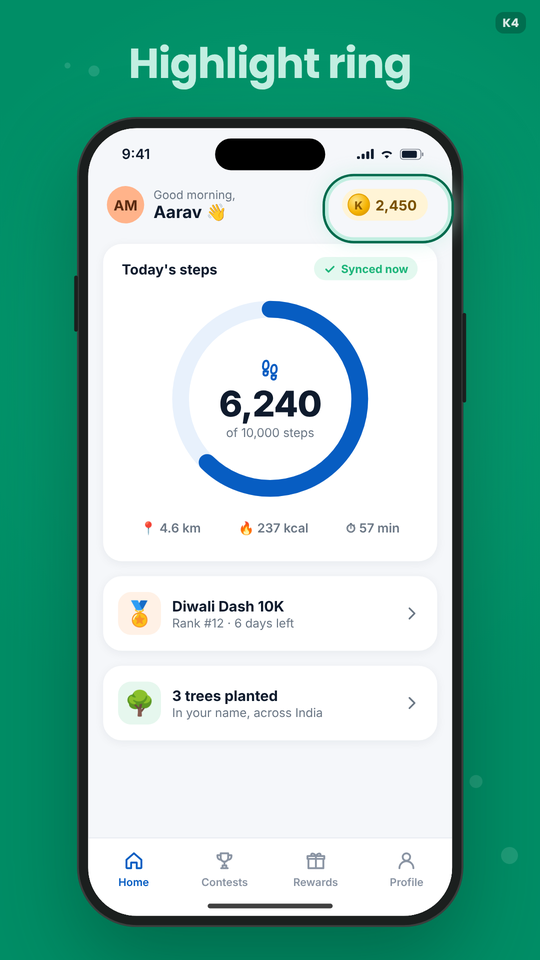 K4
Highlight ring
9:41
AM
Good morning,
Aarav 👋
K 2,450
Today's steps
Synced now
6,240
of 10,000 steps
📍 4.6 km
🔥 237 kcal
⏱ 57 min
Diwali Dash 10K
Rank #12 · 6 days left
3 trees planted
In your name, across India
Home
Contests
Rewards
Profile